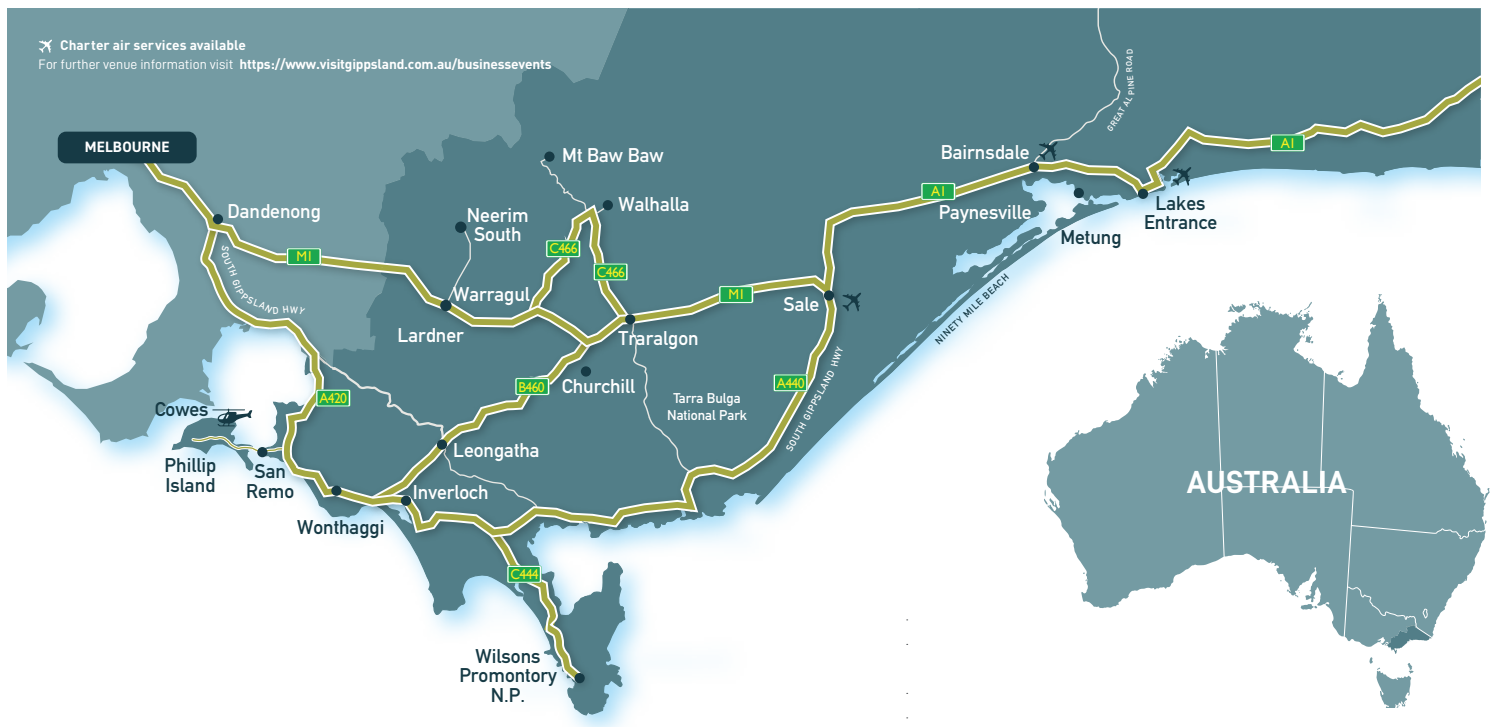 Charter air services available
For further venue information visit https://www.visitgippsland.com.au/businessevents
MELBOURNE
GREAT ALPINE ROAD
Bairnsdale
Mt Baw Baw
A1
A1
Walhalla
Dandenong
Neerim
South
Paynesville
Lakes
Entrance
Metung
C466
M1
C466
SOUTH GIPPSLAND HWY
Warragul
M1
Sale
NINETY MILE BEACH
Lardner
Traralgon
B460
Churchill
A440
SOUTH GIPPSLAND HWY
A420
Tarra Bulga
National Park
Cowes
Leongatha
Phillip
Island
San
Remo
Inverloch
AUSTRALIA
Wonthaggi
C444
Wilsons
Promontory
N.P.